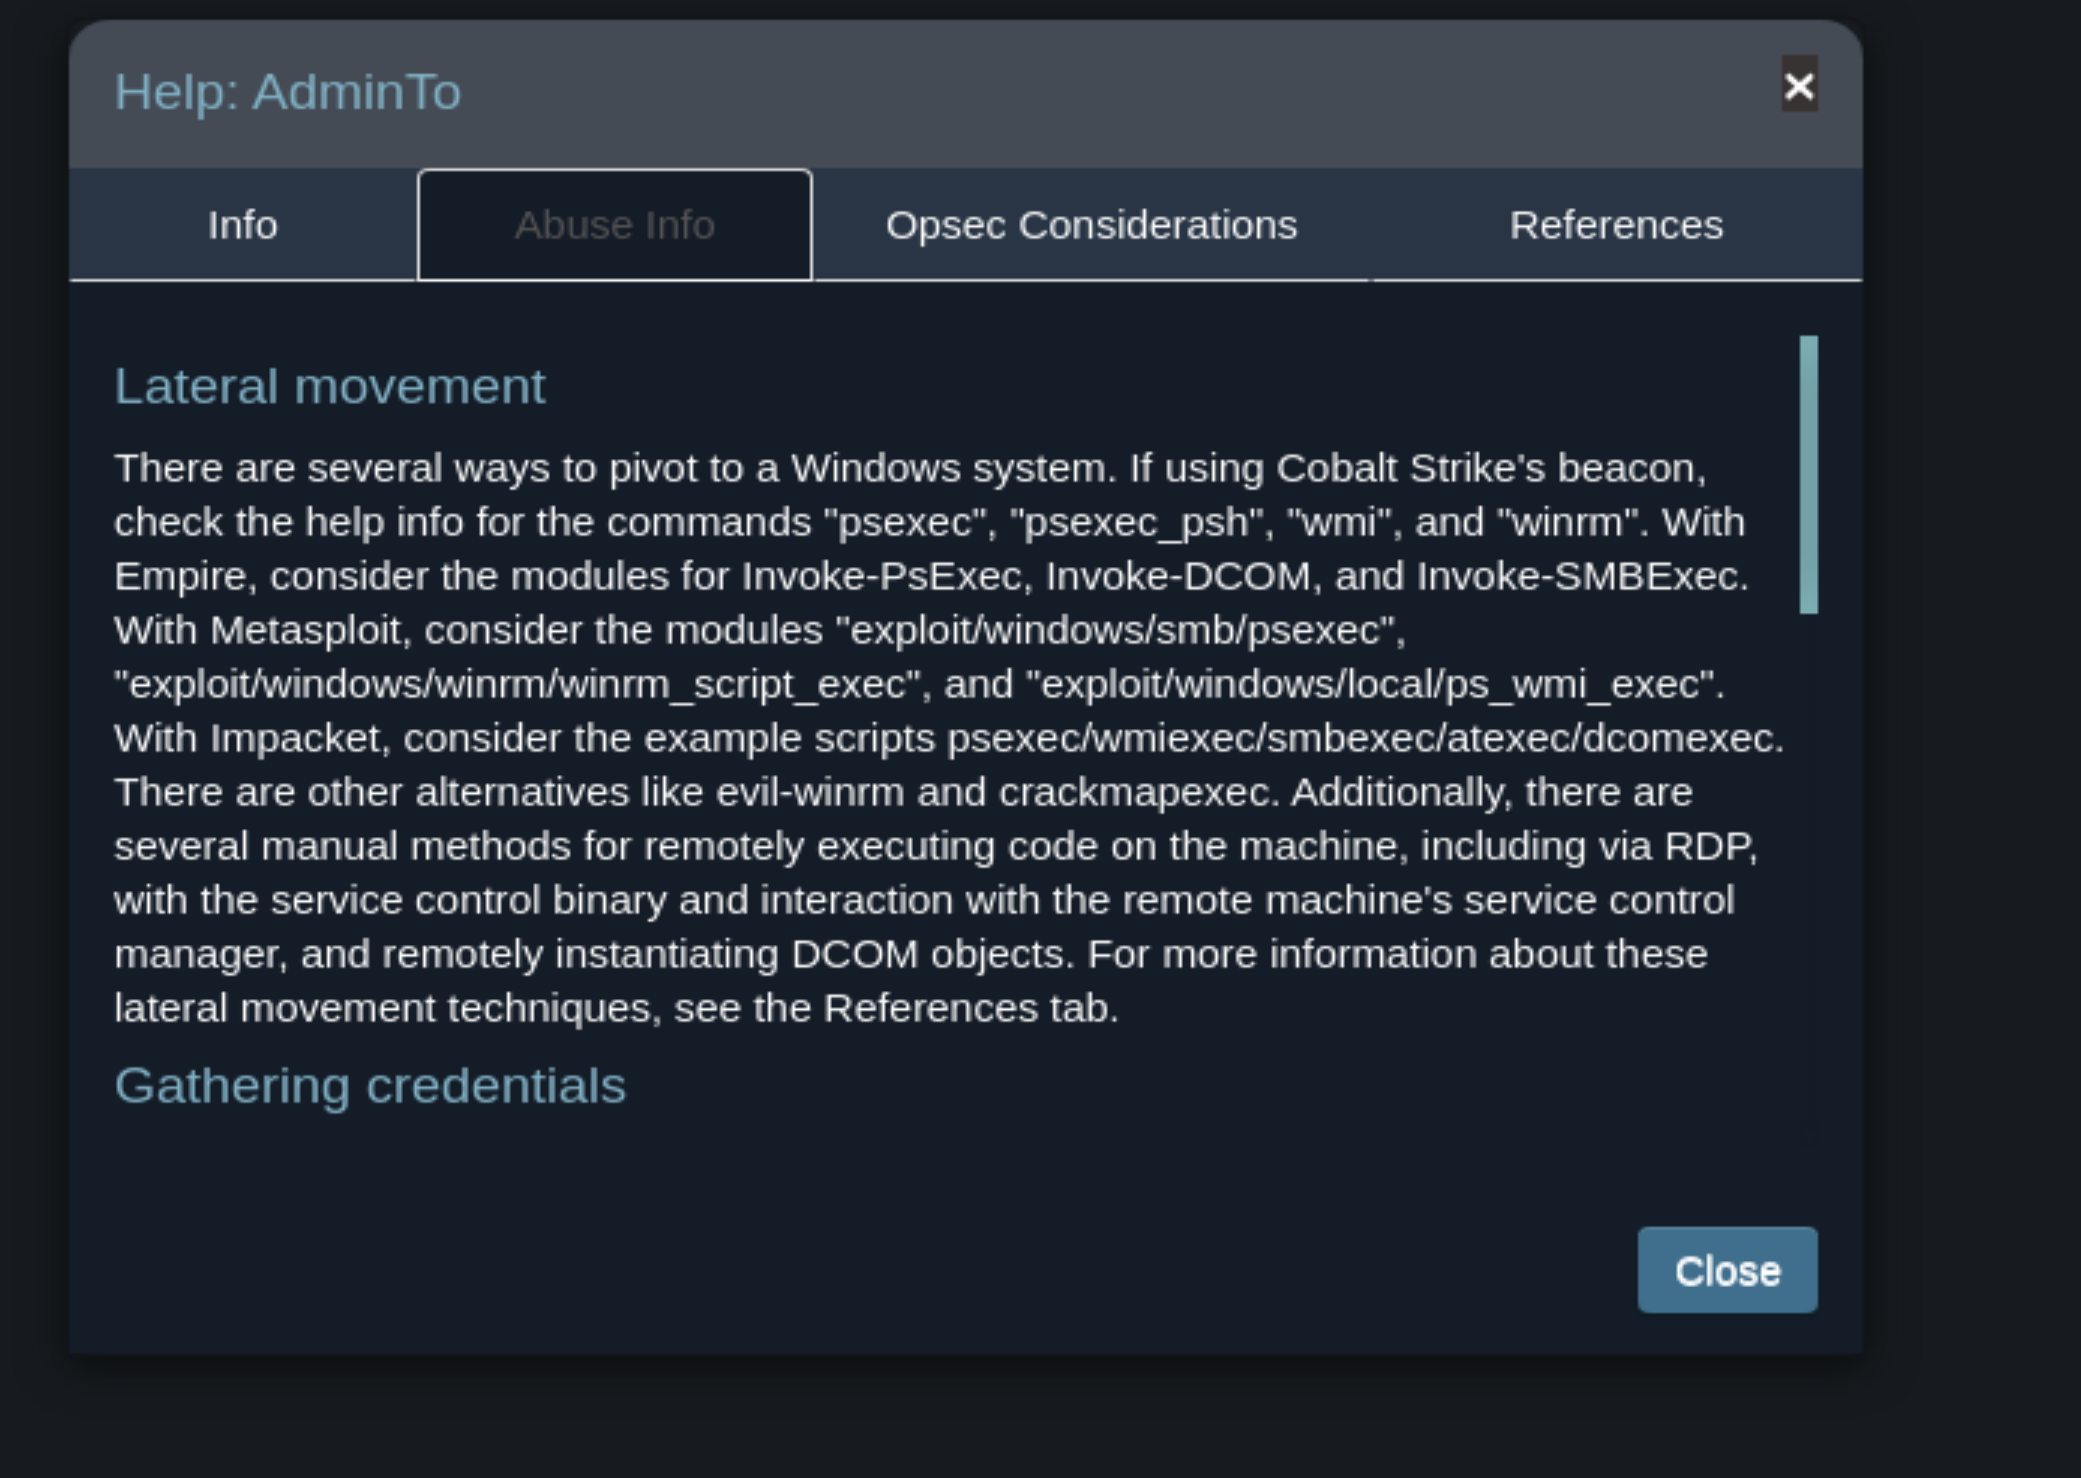 Help: AdminTo
×
Info
Abuse Info
Opsec Considerations
References
Lateral movement
There are several ways to pivot to a Windows system. If using Cobalt Strike's beacon,
check the help info for the commands "psexec", "psexec_psh", "wmi", and "winrm". With
Empire, consider the modules for Invoke-PsExec, Invoke-DCOM, and Invoke-SMBExec.
With Metasploit, consider the modules "exploit/windows/smb/psexec",
"exploit/windows/winrm/winrm_script_exec", and "exploit/windows/local/ps_wmi_exec".
With Impacket, consider the example scripts psexec/wmiexec/smbexec/atexec/dcomexec.
There are other alternatives like evil-winrm and crackmapexec. Additionally, there are
several manual methods for remotely executing code on the machine, including via RDP,
with the service control binary and interaction with the remote machine's service control
manager, and remotely instantiating DCOM objects. For more information about these
lateral movement techniques, see the References tab.
Gathering credentials
Close